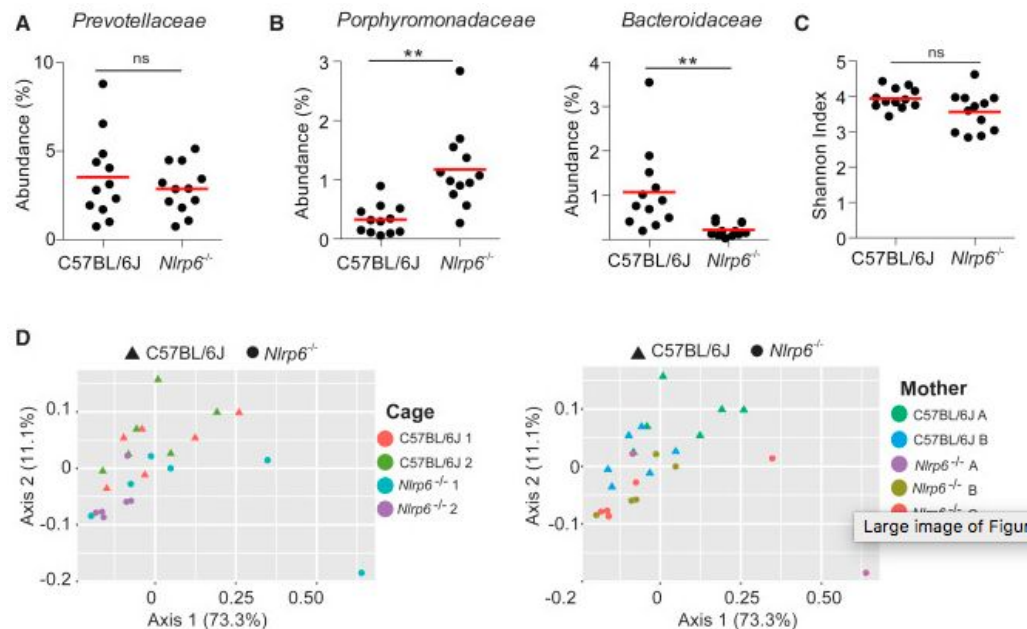 A
Prevotellaceae
ns
Abundance (%)
10
5
0
C57BL/6J
Nlrp6-/-
B
Porphyromonadaceae
**
Abundance (%)
3
2
1
0
C57BL/6J
Nlrp6-/-
Bacteroidaceae
**
Abundance (%)
4
3
2
1
0
C57BL/6J
Nlrp6-/-
C
ns
Shannon Index
5
4
3
2
1
0
C57BL/6J
Nlrp6-/-
D
C57BL/6J Nlrp6-/-
Axis 2 (11.1%)
0.1
0
-0.1
-0.2
0 0.25 0.50
Axis 1 (73.3%)
Cage
C57BL/6J 1
C57BL/6J 2
Nlrp6-/- 1
Nlrp6-/- 2
C57BL/6J Nlrp6-/-
Axis 2 (11.1%)
0.1
0
-0.1
-0.2 0 0.25 0.50
Axis 1 (73.3%)
Mother
C57BL/6J A
C57BL/6J B
Nlrp6-/- A
Nlrp6-/- B
Large image of Figur